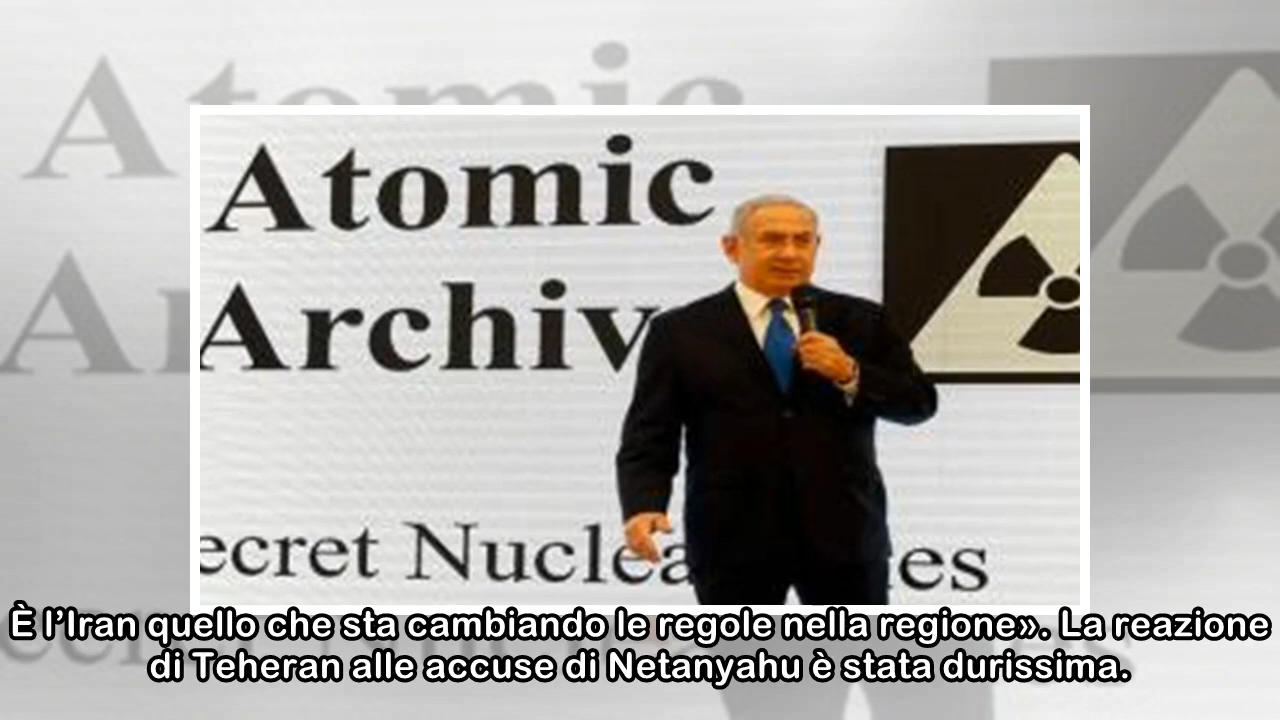 Atomic
Archiv
ecret Nuclea es
È l’Iran quello che sta cambiando le regole nella regione». La reazione
di Teheran alle accuse di Netanyahu è stata durissima.